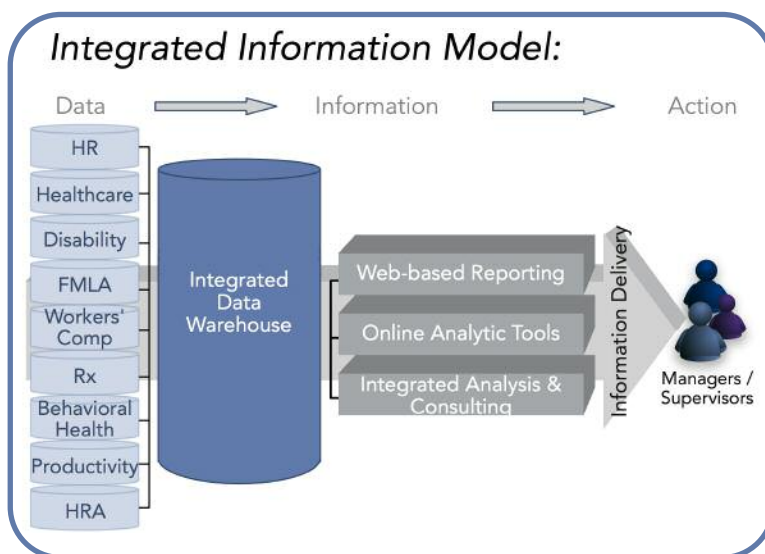 Integrated Information Model:
Data
Information
Action
HR
Healthcare
Disability
FMLA
Workers'
Comp
Rx
Behavioral
Health
Productivity
HRA
Integrated
Data
Warehouse
Web-based Reporting
Online Analytic Tools
Integrated Analysis &
Consulting
Information Delivery
Managers /
Supervisors